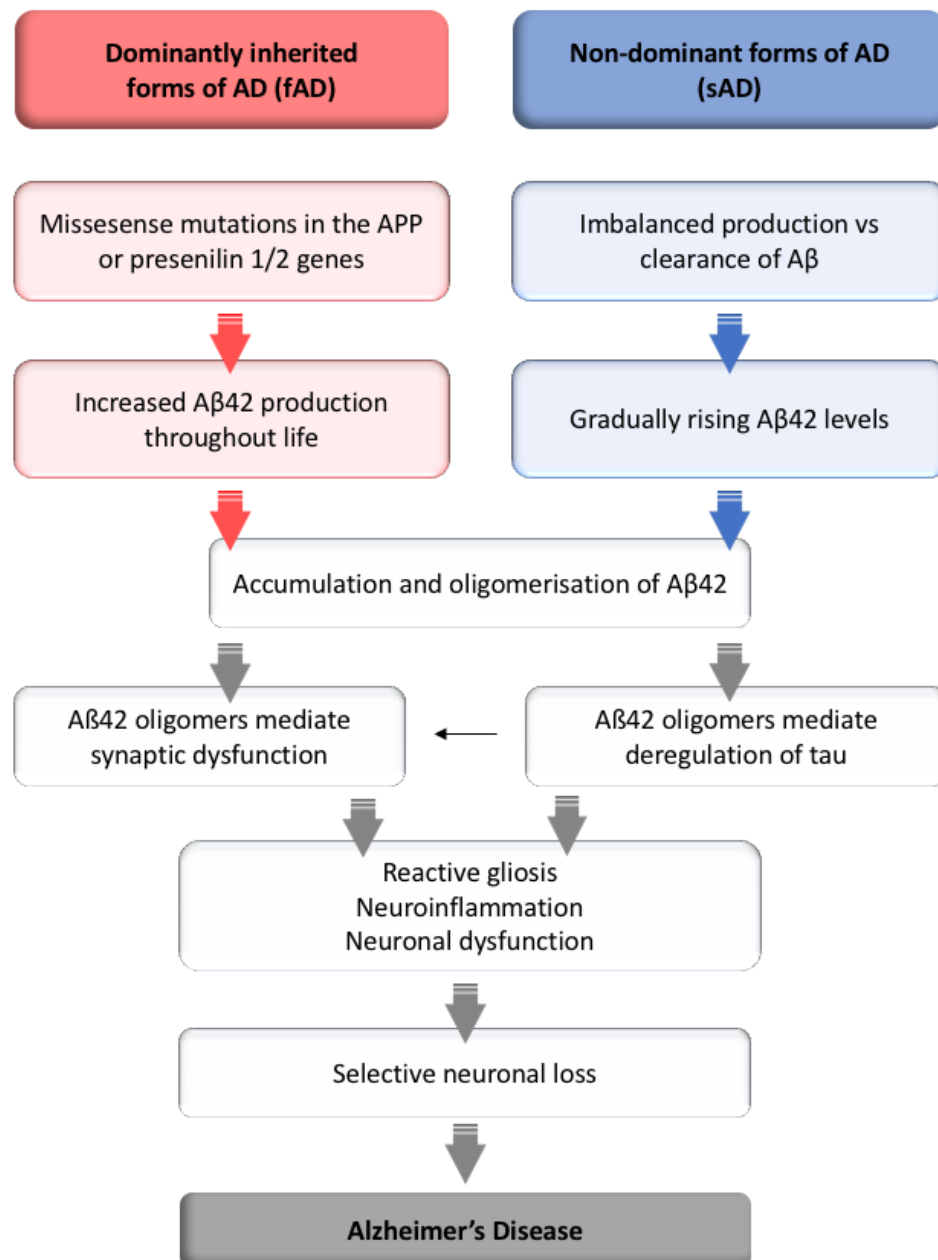 Dominantly inherited
forms of AD (fAD)
Non-dominant forms of AD
(sAD)
Missesense mutations in the APP
or presenilin 1/2 genes
Imbalanced production vs
clearance of Aβ
Increased Aβ42 production
throughout life
Gradually rising Aβ42 levels
Accumulation and oligomerisation of Aβ42
Aß42 oligomers mediate
synaptic dysfunction
Aß42 oligomers mediate
deregulation of tau
Reactive gliosis
Neuroinflammation
Neuronal dysfunction
Selective neuronal loss
Alzheimer’s Disease